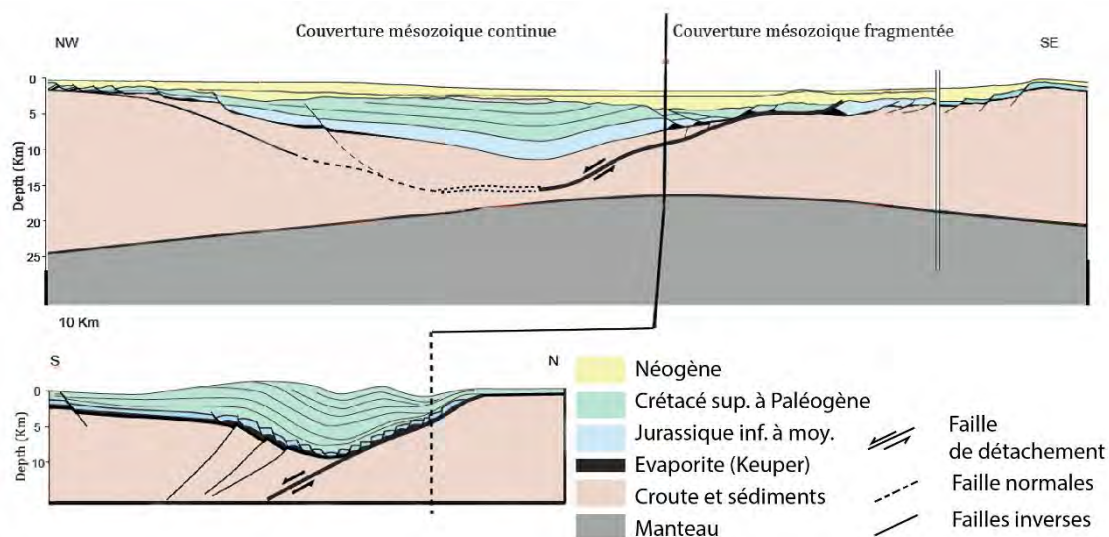 Couverture mésozoique continue
Couverture mésozoique fragmentée
NW
SE
0
5
10
15
20
25
Depth (Km)
10 Km
S
N
0
5
10
Depth (Km)
Néogène
Crétacé sup. à Paléogène
Jurassique inf. à moy.
Evaporite (Keuper)
Croute et sédiments
Manteau
Faille
de détachement
Faille normales
Failles inverses